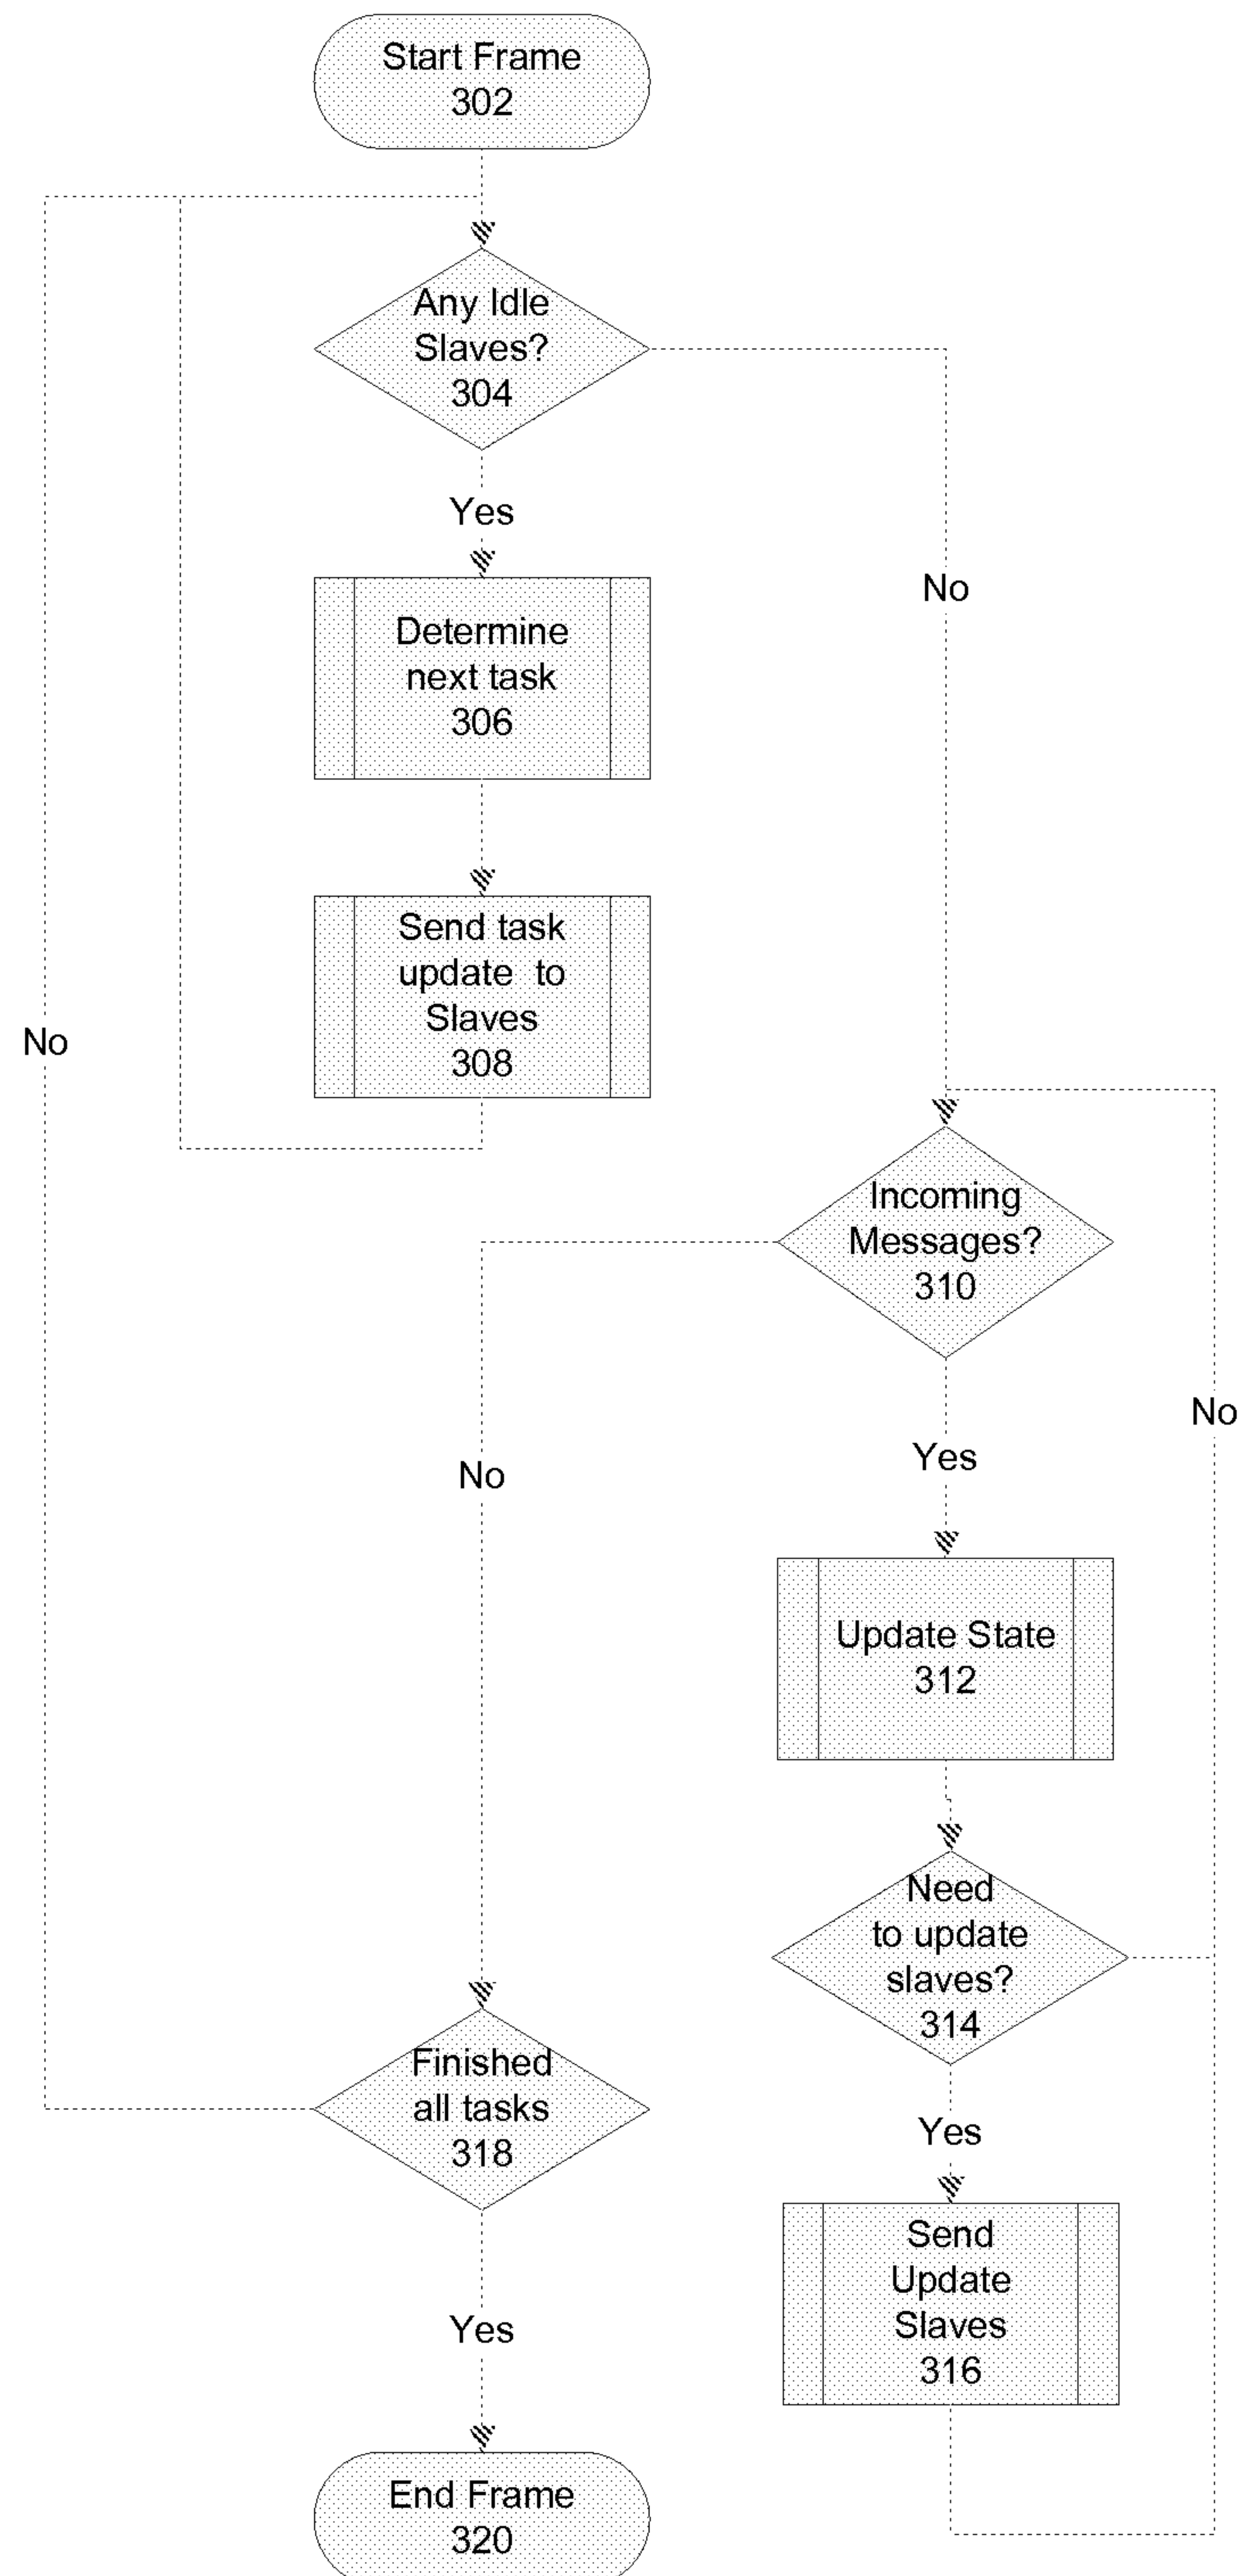 Start Frame
302
Any Idle
Slaves?
304
Yes
No
Determine
next task
306
Send task
update to
Slaves
308
No
Incoming
Messages?
310
No
Yes
No
Update State
312
Need
to update
slaves?
314
Finished
all tasks
318
Yes
Send
Update
Slaves
316
Yes
End Frame
320